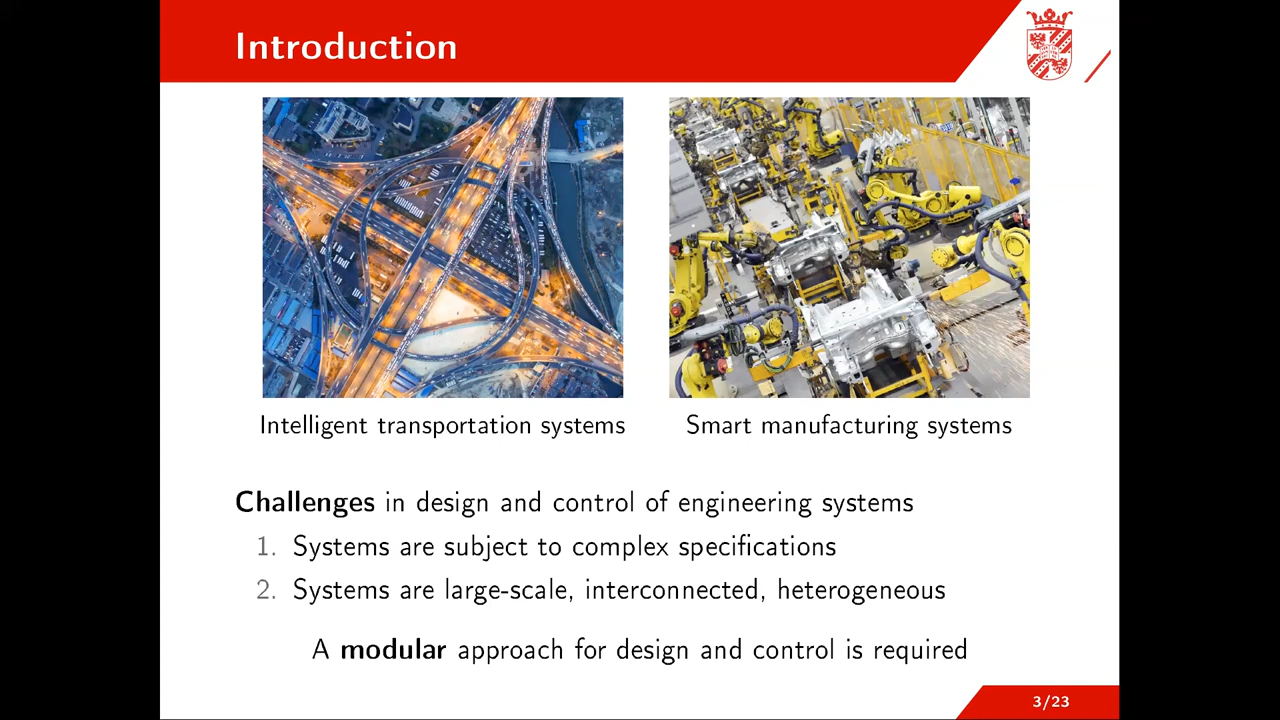 Introduction
Intelligent transportation systems
Smart manufacturing systems
Challenges in design and control of engineering systems
1. Systems are subject to complex specifications
2. Systems are large-scale, interconnected, heterogeneous
A modular approach for design and control is required
3/23